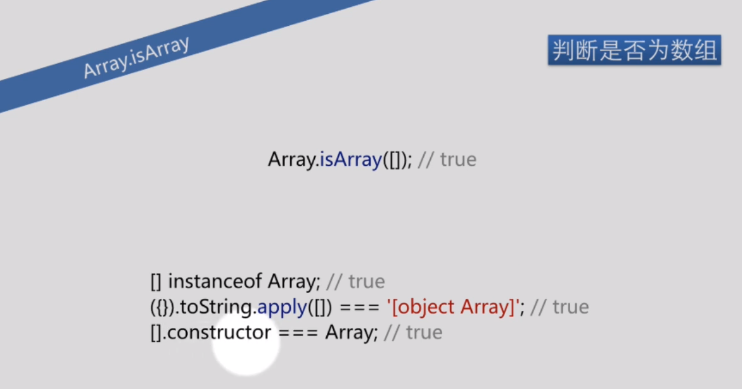 Array.isArray
判断是否为数组
Array.isArray([]); // true
[] instanceof Array; // true
({}).toString.apply([]) === '[object Array]'; // true
[].constructor === Array; // true